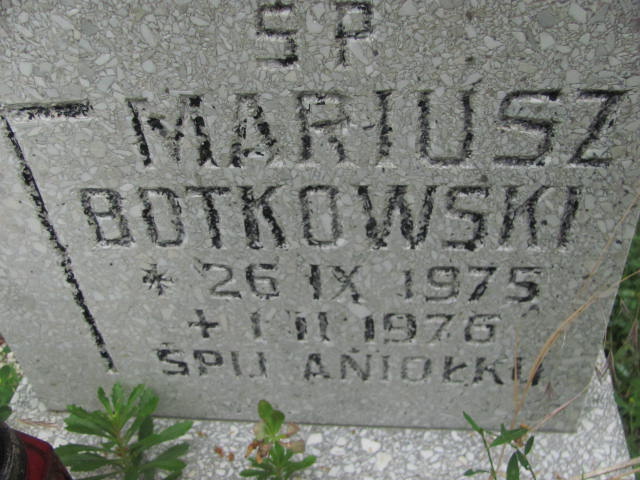 ŚP
MARIUSZ
BOTKOWSKI
* 26 IX 1975
+ 1 II 1976
ŚPIJ ANIOŁKU